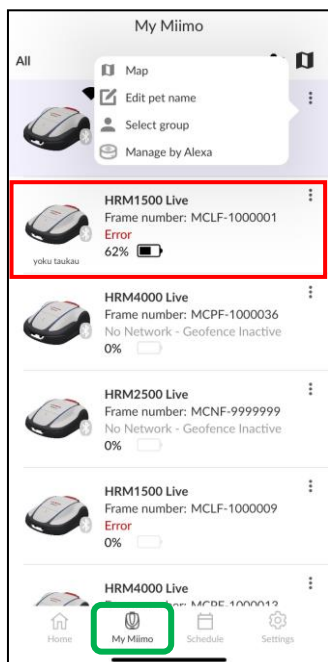 My Miimo
All
Map
Edit pet name
Select group
Manage by Alexa
HRM1500 Live
Frame number: MCLF-1000001
Error
62%
yoku taukau
HRM4000 Live
Frame number: MCPF-1000036
No Network - Geofence Inactive
0%
HRM2500 Live
Frame number: MCNF-9999999
No Network - Geofence Inactive
0%
HRM1500 Live
Frame number: MCLF-1000009
Error
0%
HRM4000 Live
Home
My Miimo
Schedule
Settings